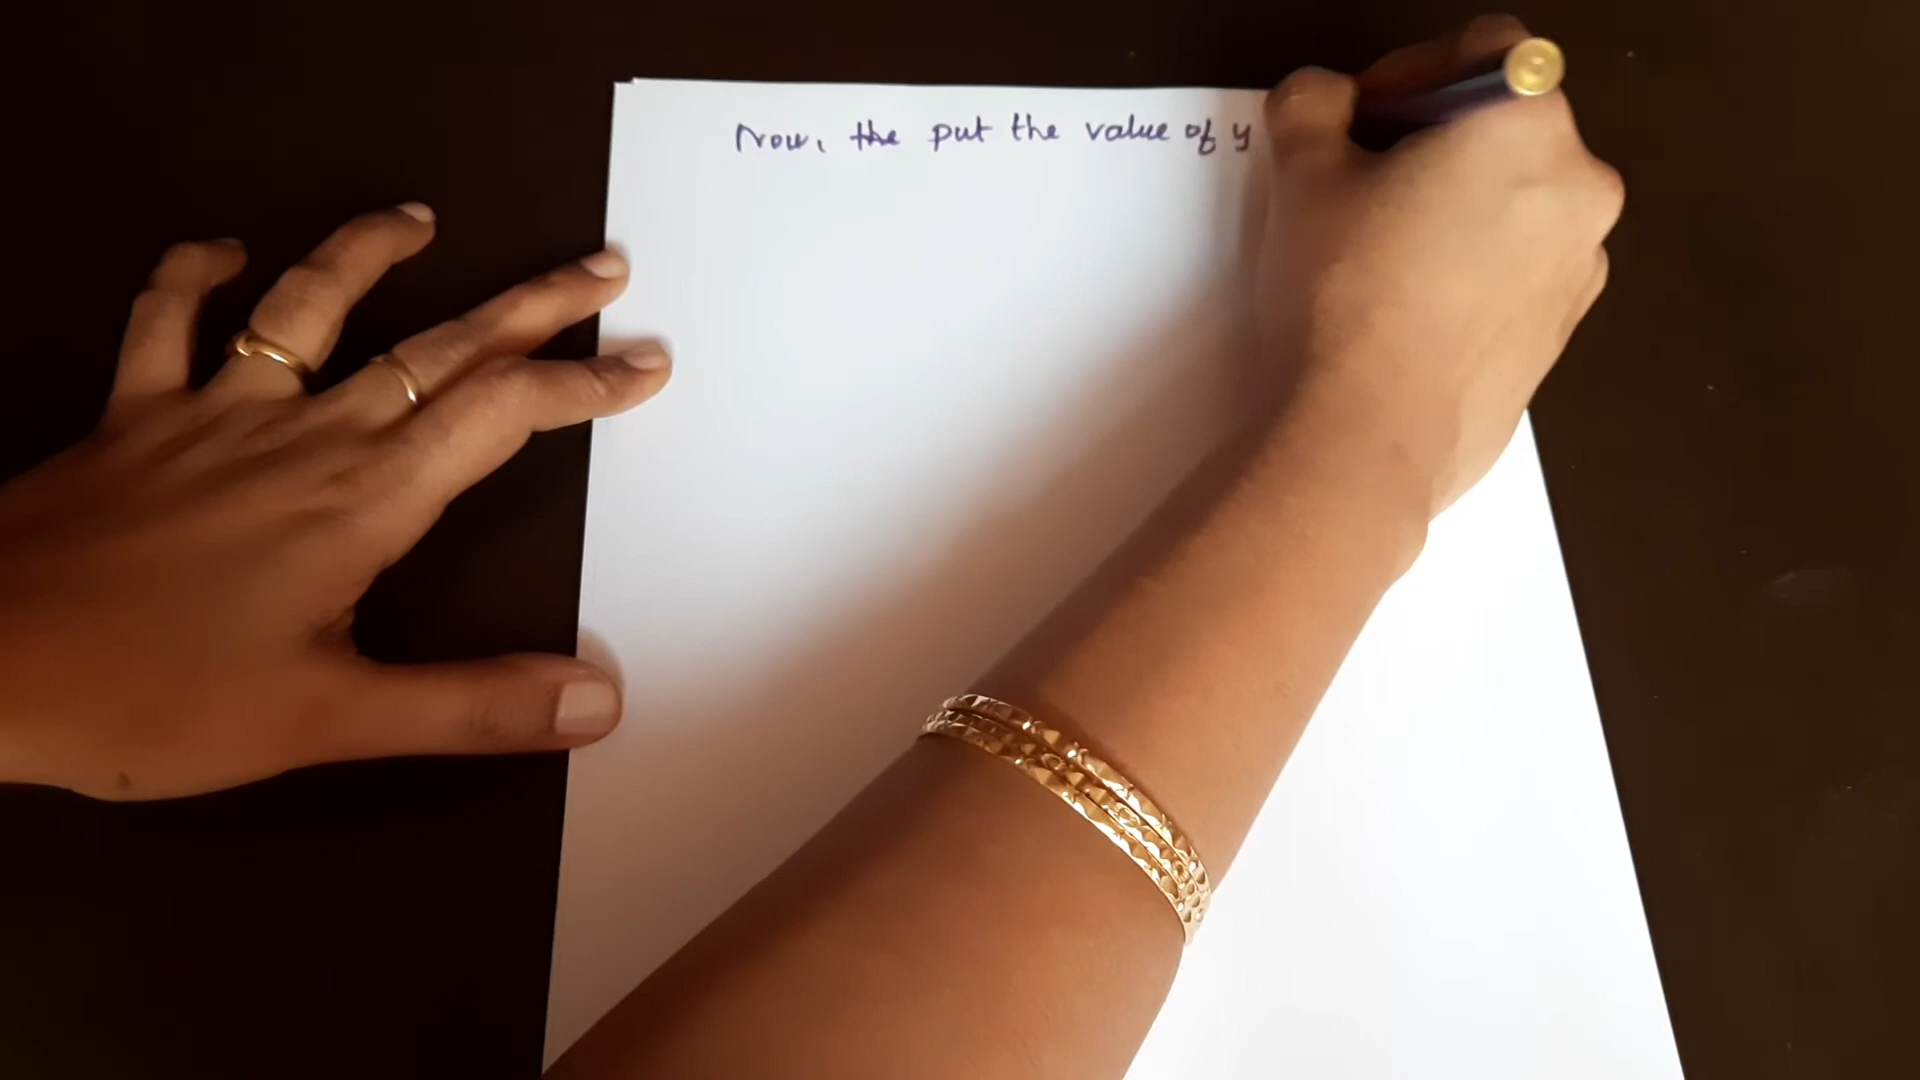 Now, the put the value of y